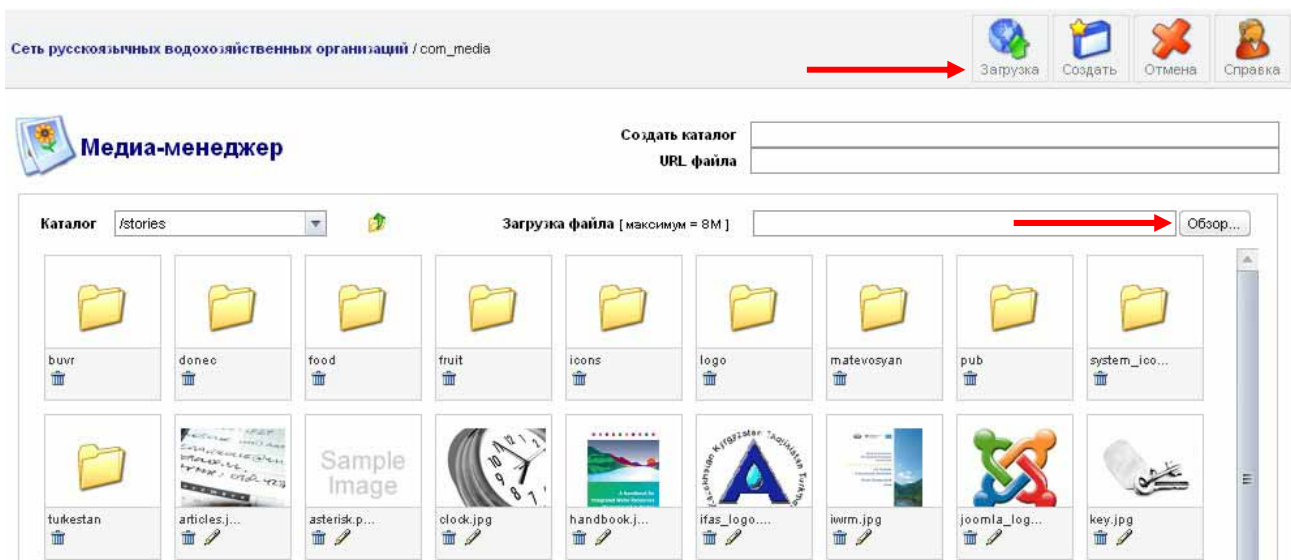 Загрузка Создать Отмена Справка
Сеть русскоязычных водохозяйственных организаций / com_media
Медиа-менеджер
Создать каталог
URL файла
Каталог /stories
Загрузка файла [ максимум = 8M ] Обзор...
buvr donec food fruit icons logo matevosyan pub system_ico...
Sample
Image
turkestan articles.j... asterisk.p... clock.jpg handbook.j... ifas_logo.... iwrm.jpg joomla_log... key.jpg